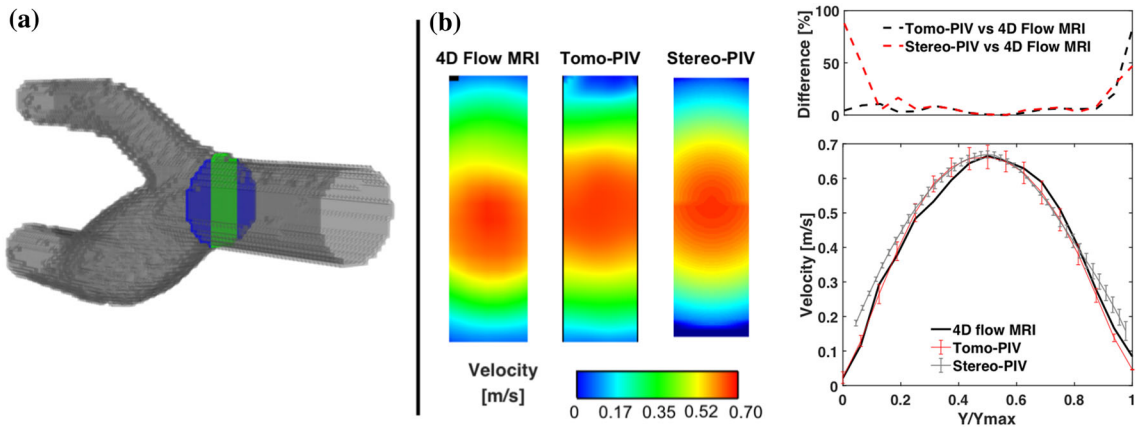 (a)
(b)
4D Flow MRI
Tomo-PIV
Stereo-PIV
Velocity
[m/s]
0 0.17 0.35 0.52 0.70
Difference [%]
100
50
0
Tomo-PIV vs 4D Flow MRI
Stereo-PIV vs 4D Flow MRI
Velocity [m/s]
0.7
0.6
0.5
0.4
0.3
0.2
0.1
0
4D flow MRI
Tomo-PIV
Stereo-PIV
0 0.2 0.4 0.6 0.8 1
Y/Ymax